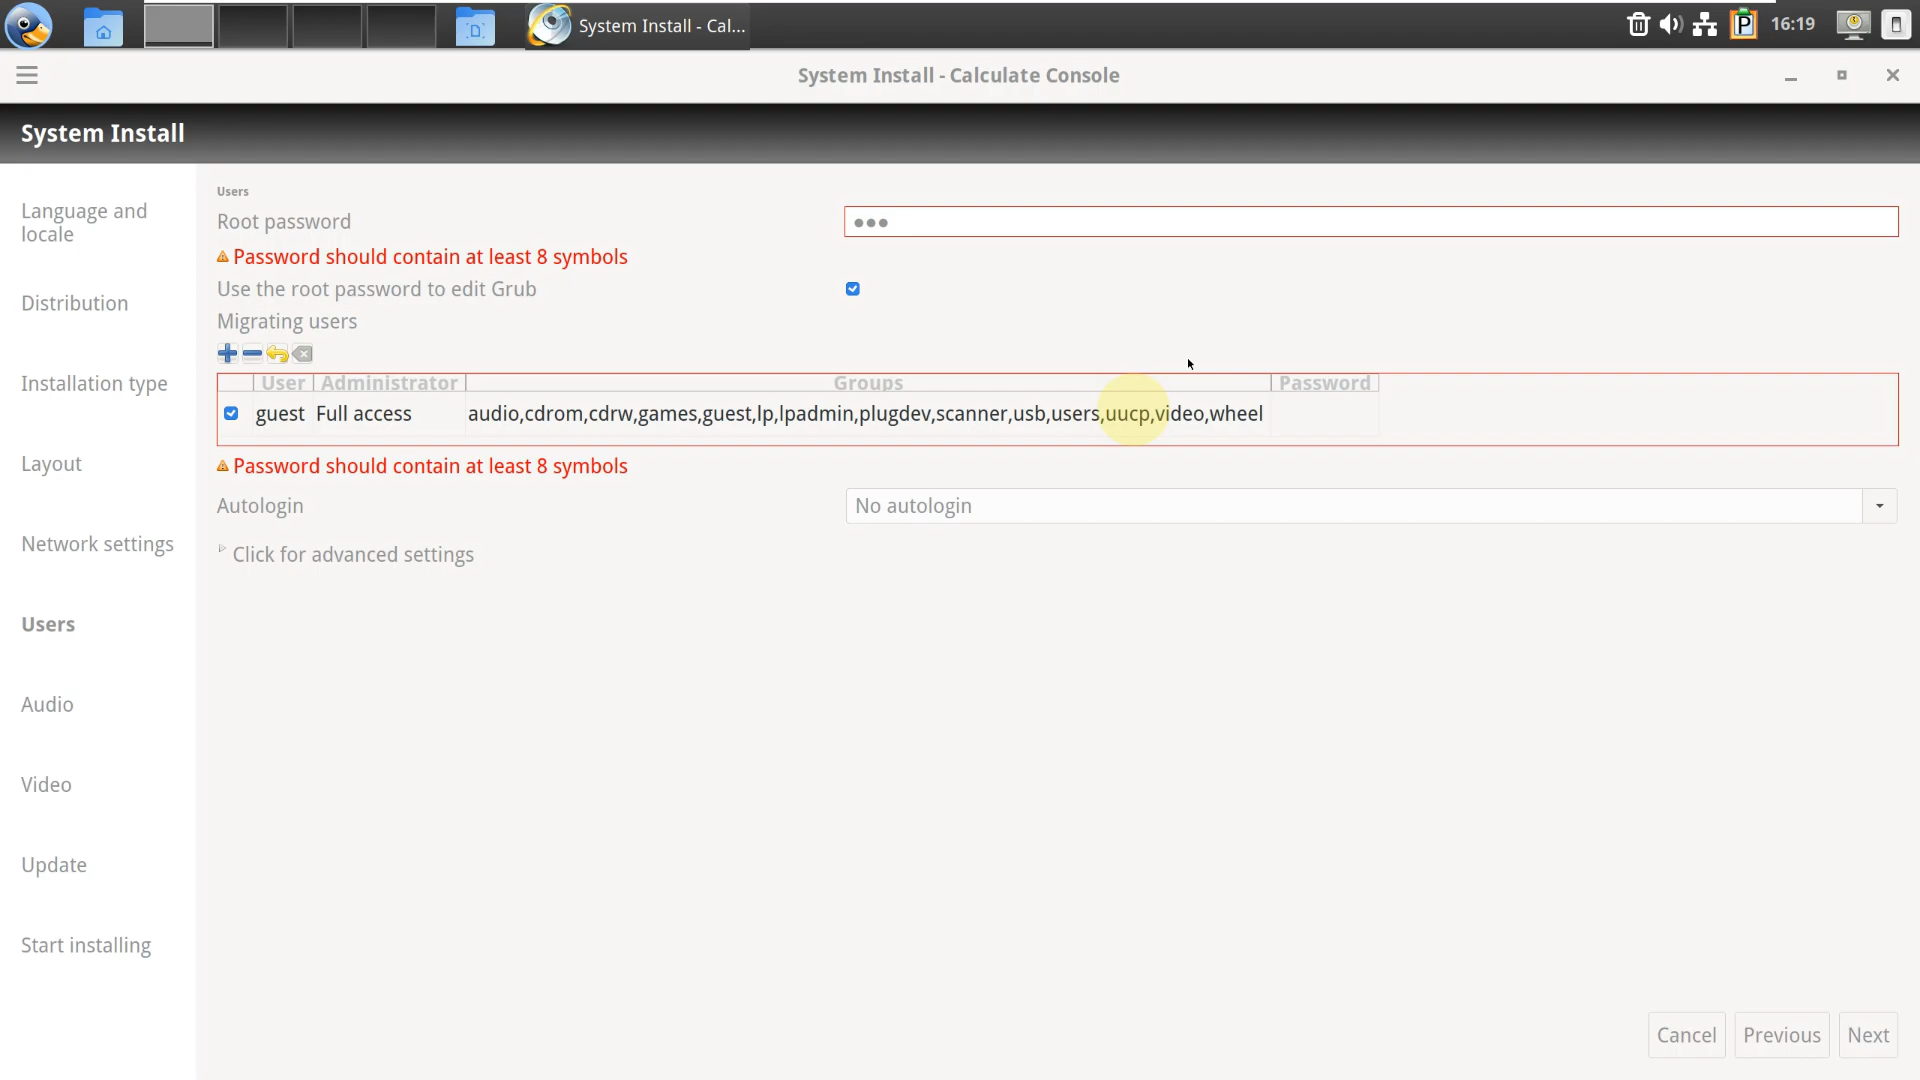 System Install - Cal...
P
16:19
System Install - Calculate Console
System Install
Language and
locale
Distribution
Installation type
Layout
Network settings
Users
Audio
Video
Update
Start installing
Users
Root password
Password should contain at least 8 symbols
Use the root password to edit Grub
Migrating users
User Administrator Groups Password
guest Full access audio,cdrom,cdrw,games,guest,lp,lpadmin,plugdev,scanner,usb,users,uucp,video,wheel
Password should contain at least 8 symbols
Autologin No autologin
Click for advanced settings
Cancel Previous Next